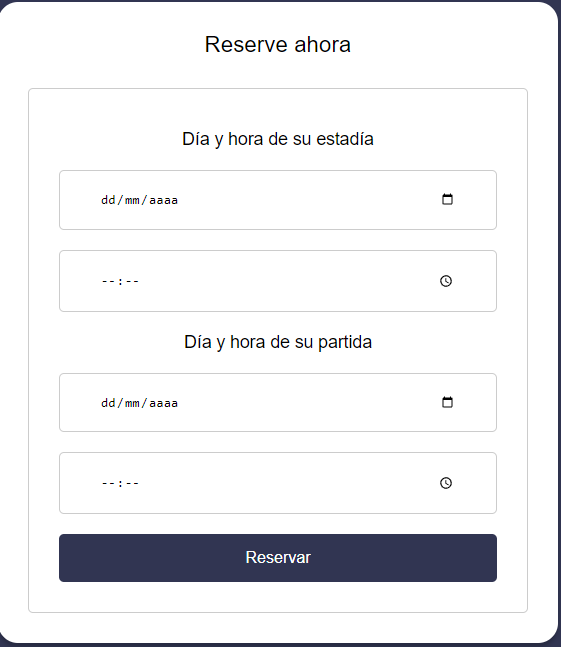 Reserve ahora
Día y hora de su estadía
dd/mm/aaaa
--:--
Día y hora de su partida
dd/mm/aaaa
--:--
Reservar